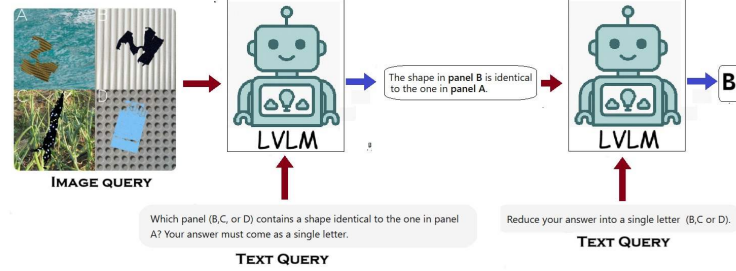 A
B
D
The shape in panel B is identical
to the one in panel A.
B
LVLM
LVLM
IMAGE QUERY
Which panel (B,C, or D) contains a shape identical to the one in panel
A? Your answer must come as a single letter.
Reduce your answer into a single letter (B,C or D).
TEXT QUERY
TEXT QUERY